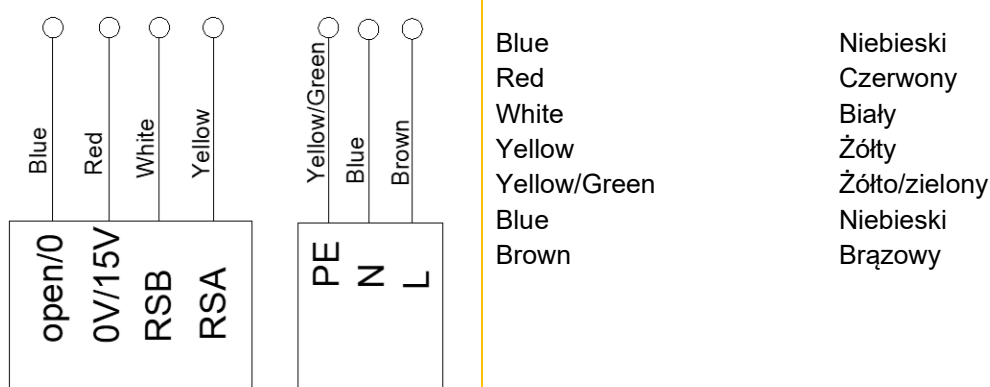 Blue
Red
White
Yellow
Yellow/Green
Blue
Brown
open/0
0V/15V
RSB
RSA
PE
N
L
Blue Niebieski
Red Czerwony
White Biały
Yellow Żółty
Yellow/Green Żółto/zielony
Blue Niebieski
Brown Brązowy